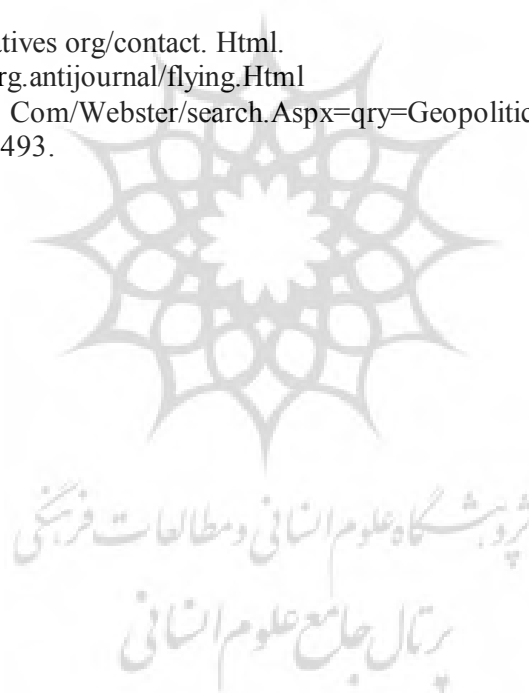 atives org/contact. Html.
rg.antijournal/flying.Html
Com/Webster/search.Aspx=qry=Geopolitic
493.
پژوهشگاه علوم انسانی و مطالعات فرهنگی
پرتال جامع علوم انسانی